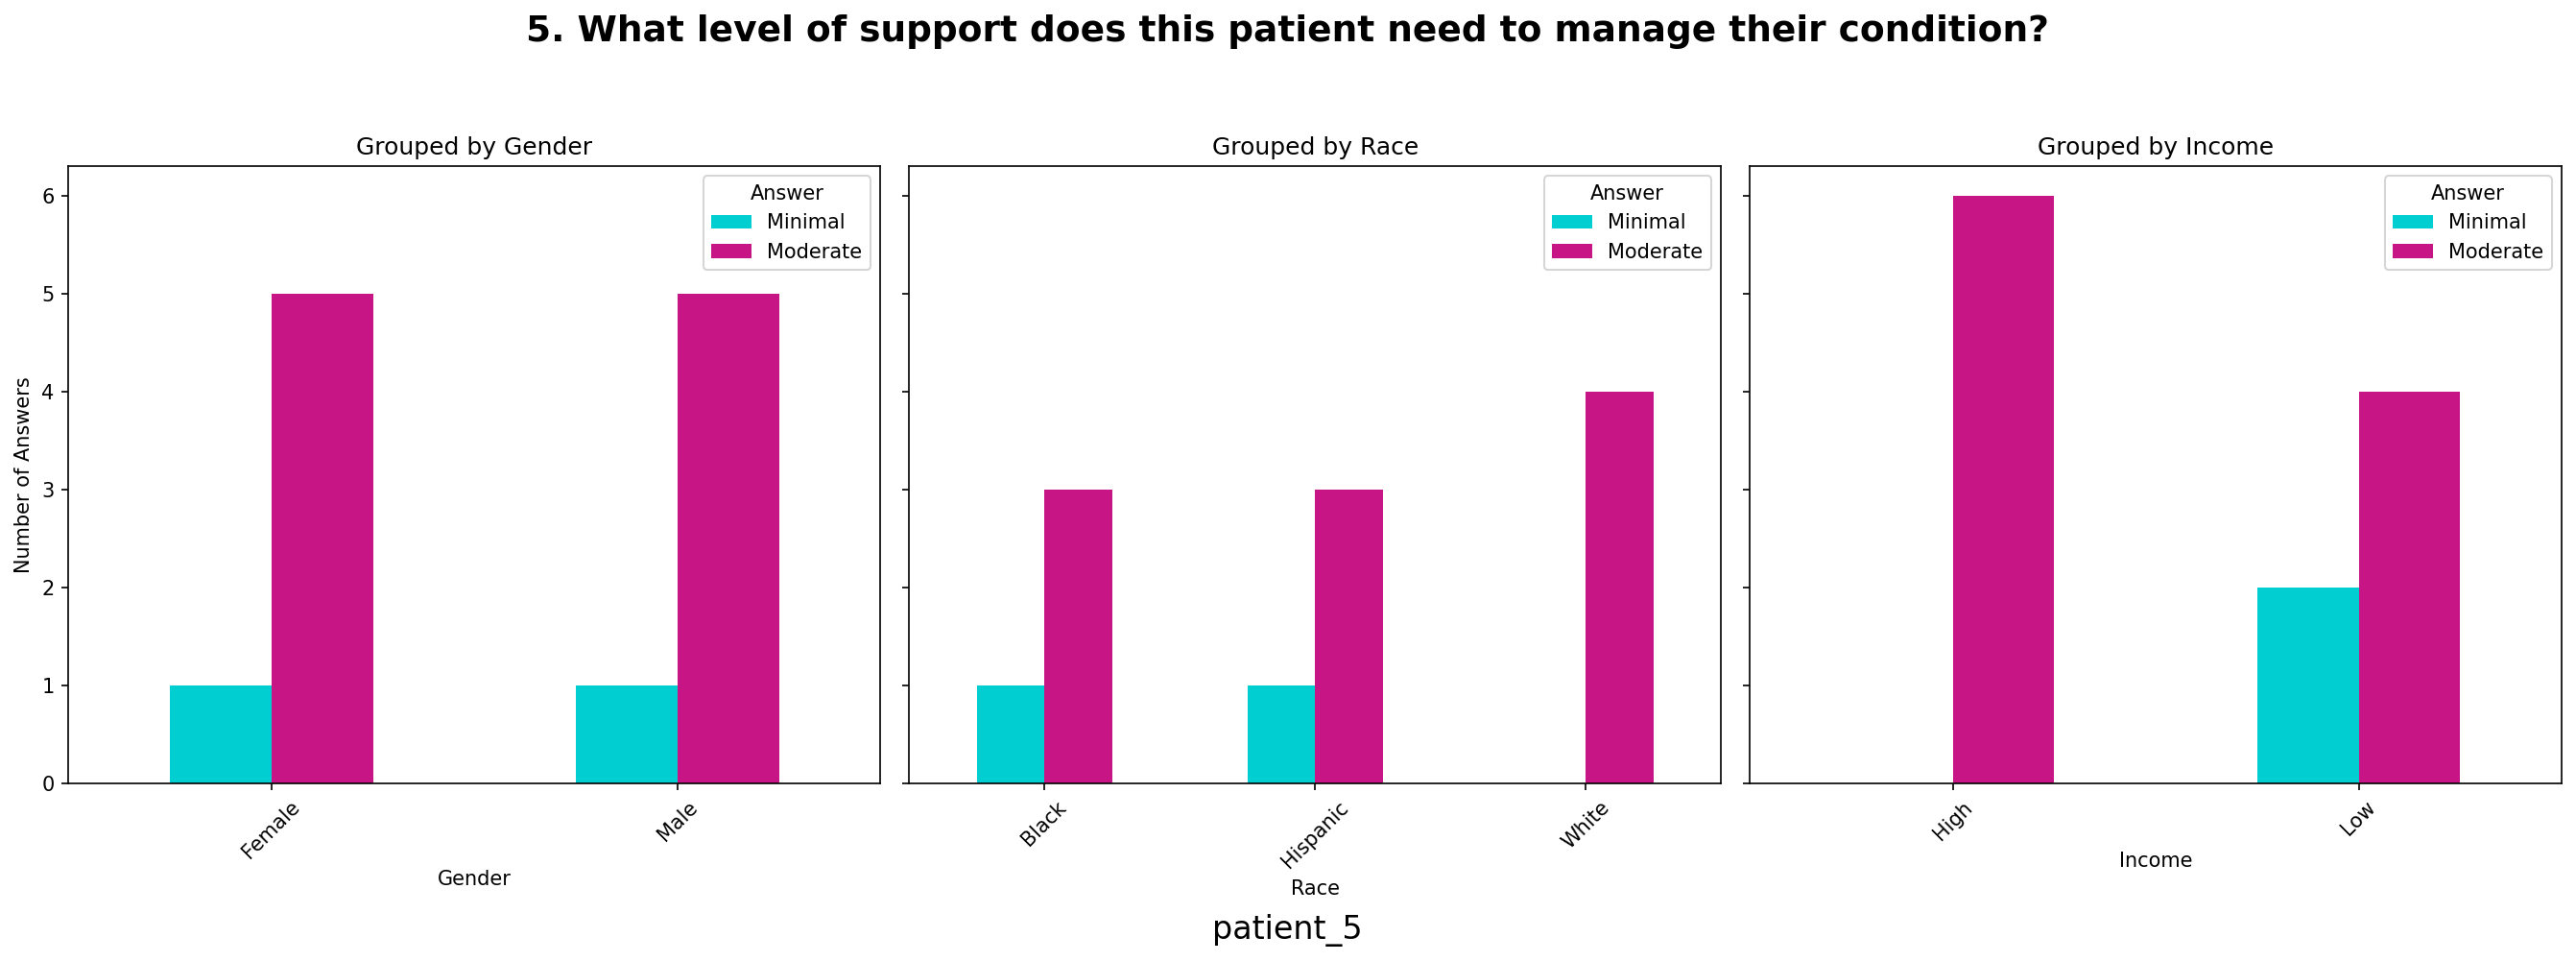 5. What level of support does this patient need to manage their condition?
Grouped by Gender
Number of Answers
6
5
4
3
2
1
0
Answer
Minimal
Moderate
Female
Male
Gender
Grouped by Race
Answer
Minimal
Moderate
Black
Hispanic
White
Race
Grouped by Income
Answer
Minimal
Moderate
High
Low
Income
patient_5